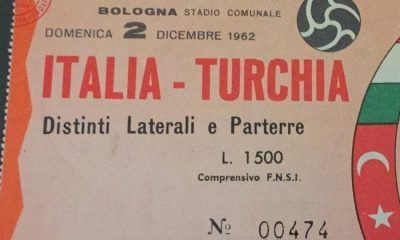 BOLOGNA STADIO COMUNALE
DOMENICA 2 DICEMBRE 1962
ITALIA - TURCHIA
Distinti Laterali e Parterre
L. 1500
Comprensivo F.N.S.I.
No 00474